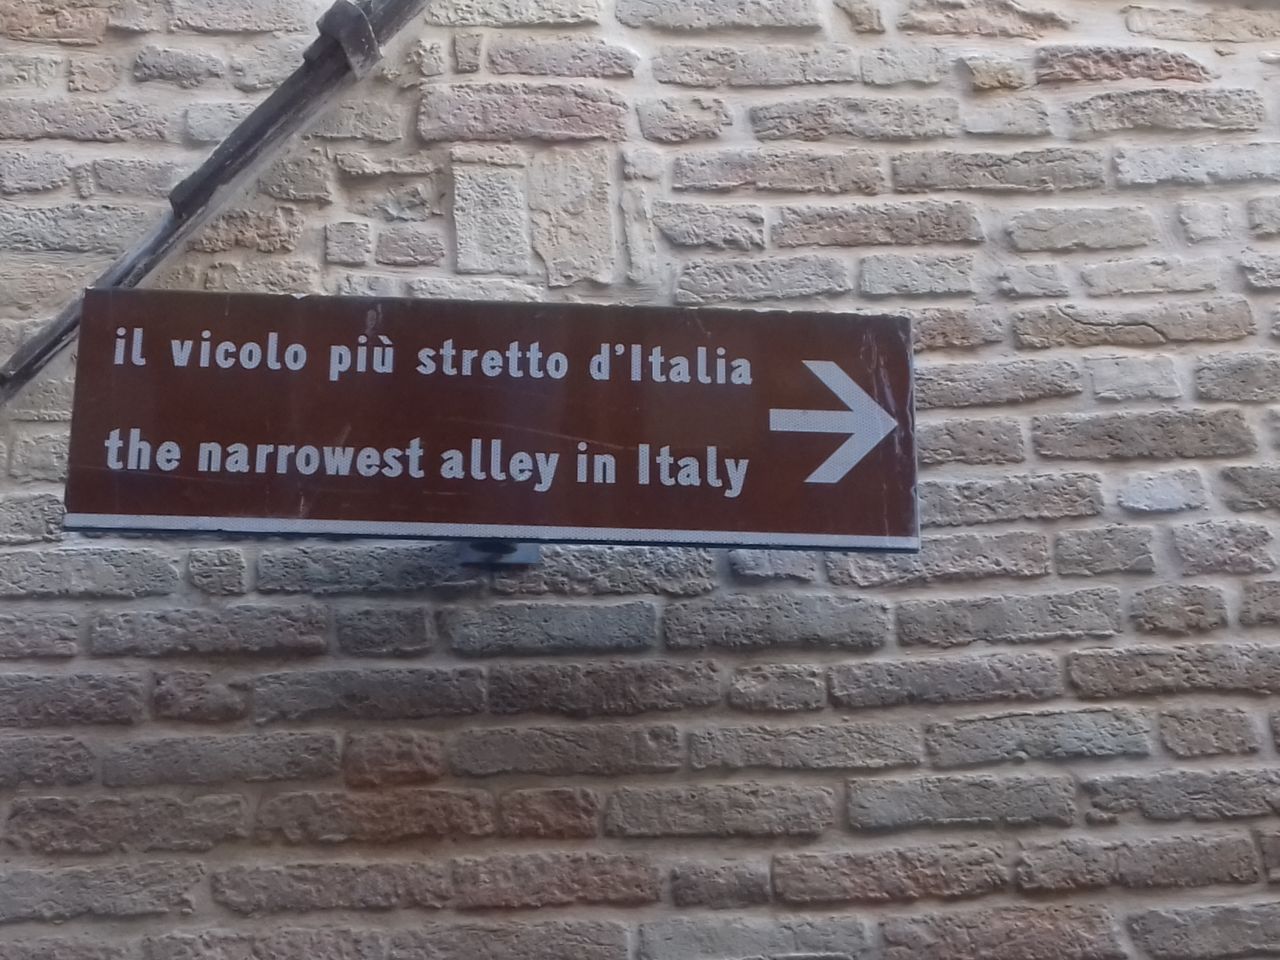 il vicolo più stretto d'Italia
the narrowest alley in Italy